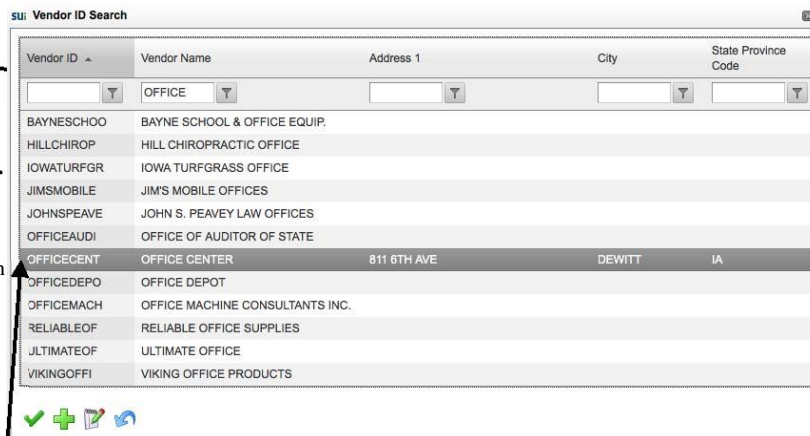 SUI Vendor ID Search
Vendor ID Vendor Name Address 1 City State Province Code
OFFICE
BAYNESCHOO BAYNE SCHOOL & OFFICE EQUIP.
HILLCHIROP HILL CHIROPRACTIC OFFICE
IOWATURFGR IOWA TURFGRASS OFFICE
JIMSMOBILE JIM'S MOBILE OFFICES
JOHNSPEAVE JOHN S. PEAVEY LAW OFFICES
OFFICEAUDI OFFICE OF AUDITOR OF STATE
OFFICECENT OFFICE CENTER 811 6TH AVE DEWITT IA
OFFICEDEPO OFFICE DEPOT
OFFICEMACH OFFICE MACHINE CONSULTANTS INC.
RELIABLEOF RELIABLE OFFICE SUPPLIES
ULTIMATEOF ULTIMATE OFFICE
VIKINGOFFI VIKING OFFICE PRODUCTS